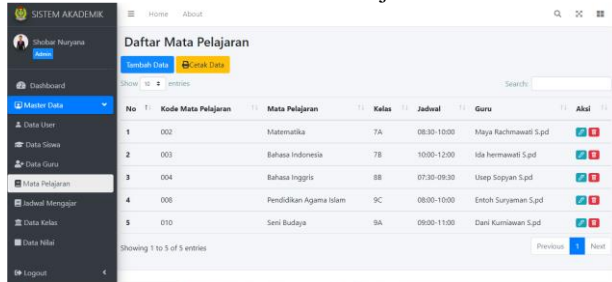 SISTEM AKADEMIK
Home About
Shobar Nuryana
Admin
Daftar Mata Pelajaran
Tambah Data Cetak Data
Show 10 entries Search:
Dashboard
Master Data
Data User
Data Siswa
Data Guru
Mata Pelajaran
Jadwal Mengajar
Data Kelas
Data Nilai
Logout
No Kode Mata Pelajaran Mata Pelajaran Kelas Jadwal Guru Aksi
1 002 Matematika 7A 08:30-10:00 Maya Rachmawati S.pd
2 003 Bahasa Indonesia 7B 10:00-12:00 Ida hermawati S.pd
3 004 Bahasa Inggris 8B 07:30-09:30 Usep Sopyan S.pd
4 008 Pendidikan Agama Islam 9C 08:00-10:00 Entoh Suryaman S.pd
5 010 Seni Budaya 9A 09:00-11:00 Dani Kurniawan S.pd
Showing 1 to 5 of 5 entries
Previous 1 Next